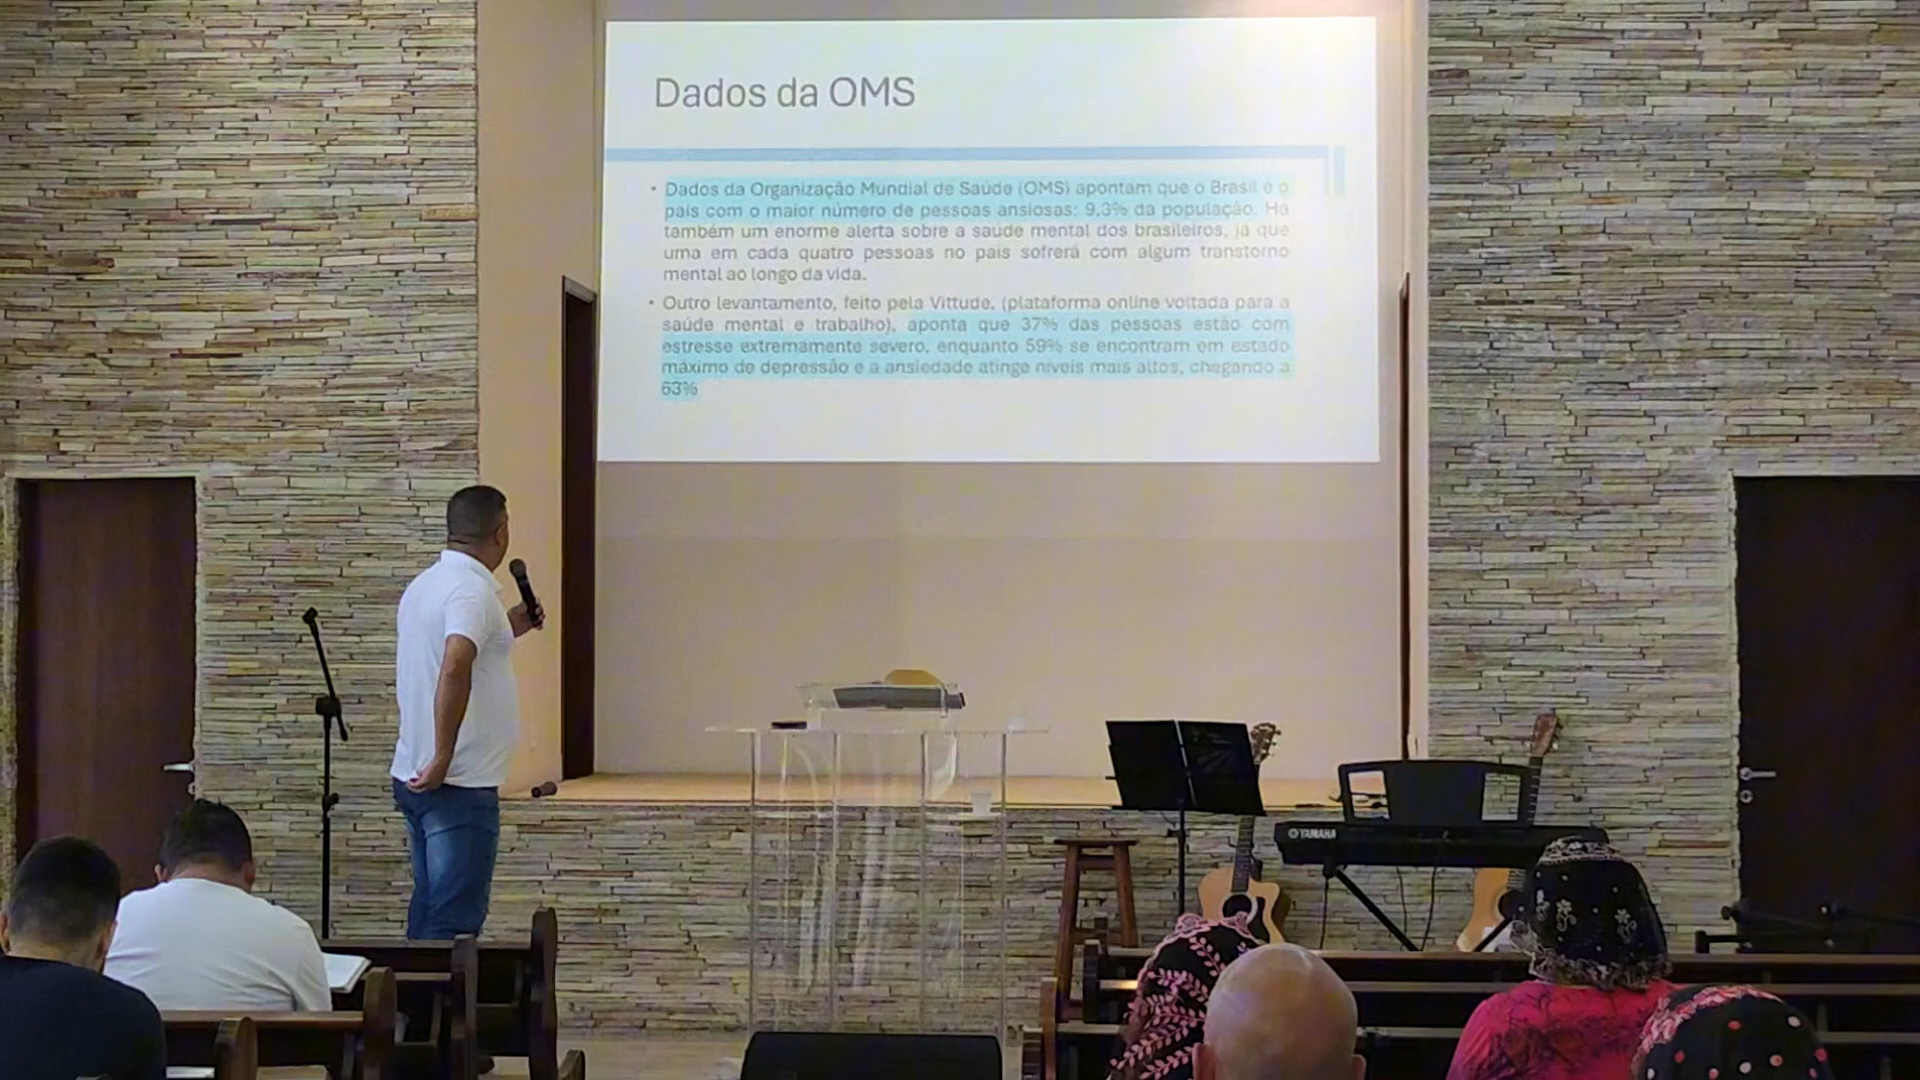 Dados da OMS
• Dados da Organização Mundial de Saúde (OMS) apontam que o Brasil é o
país com o maior número de pessoas ansiosas: 9,3% da população. Há
também um enorme alerta sobre a saúde mental dos brasileiros, já que
uma em cada quatro pessoas no país sofrerá com algum transtorno
mental ao longo da vida.
• Outro levantamento, feito pela Vittude, (plataforma online voltada para a
saúde mental e trabalho), aponta que 37% das pessoas estão com
estresse extremamente severo, enquanto 59% se encontram em estado
máximo de depressão e a ansiedade atinge níveis mais altos, chegando a
63%
YAMAHA